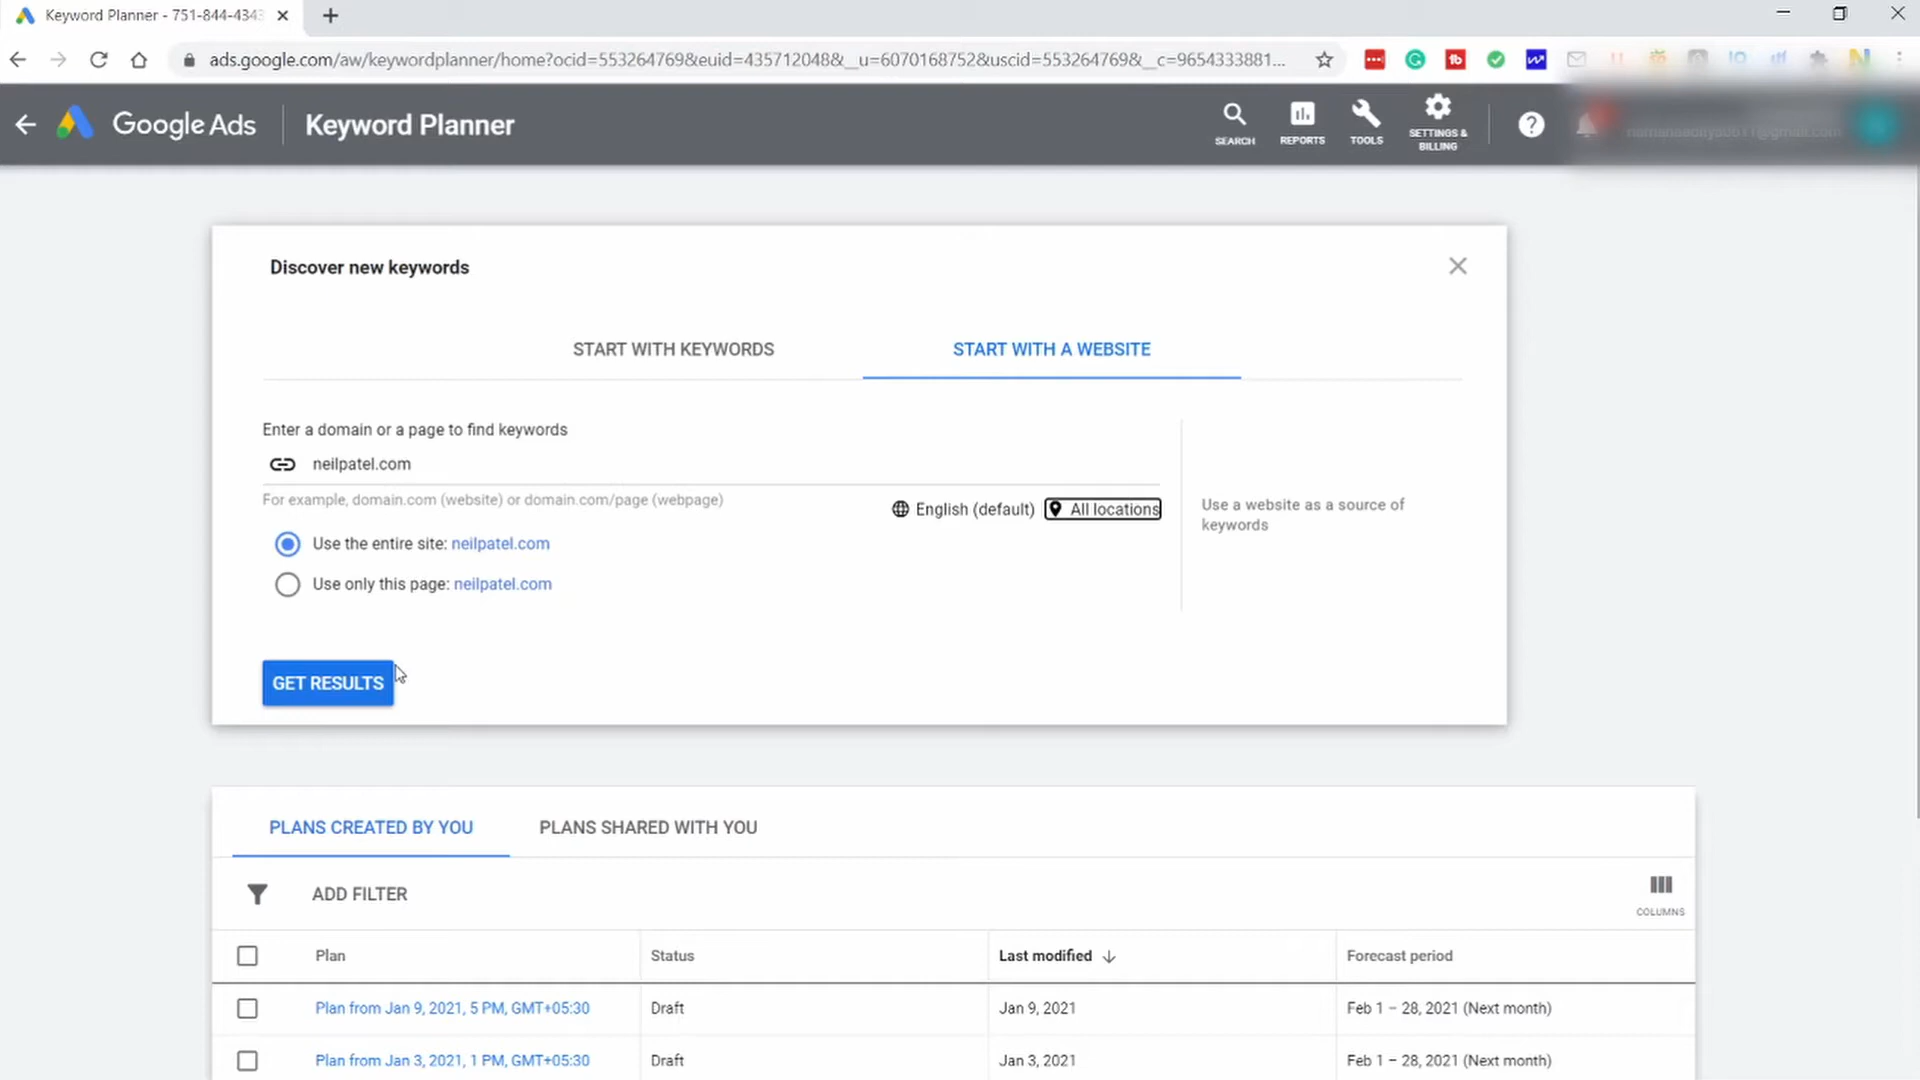 Keyword Planner - 751-844-4343
ads.google.com/aw/keywordplanner/home?ocid=553264769&euid=435712048&__u=6070168752&uscid=553264769&__c=9654333881...
Google Ads
Keyword Planner
SEARCH
REPORTS
TOOLS
SETTINGS &
BILLING
Discover new keywords
START WITH KEYWORDS
START WITH A WEBSITE
Enter a domain or a page to find keywords
neilpatel.com
For example, domain.com (website) or domain.com/page (webpage)
English (default)
All locations
Use a website as a source of
keywords
Use the entire site: neilpatel.com
Use only this page: neilpatel.com
GET RESULTS
PLANS CREATED BY YOU
PLANS SHARED WITH YOU
ADD FILTER
COLUMNS
Plan
Status
Last modified
Forecast period
Plan from Jan 9, 2021, 5 PM, GMT+05:30
Draft
Jan 9, 2021
Feb 1 – 28, 2021 (Next month)
Plan from Jan 3, 2021, 1 PM, GMT+05:30
Draft
Jan 3, 2021
Feb 1 – 28, 2021 (Next month)